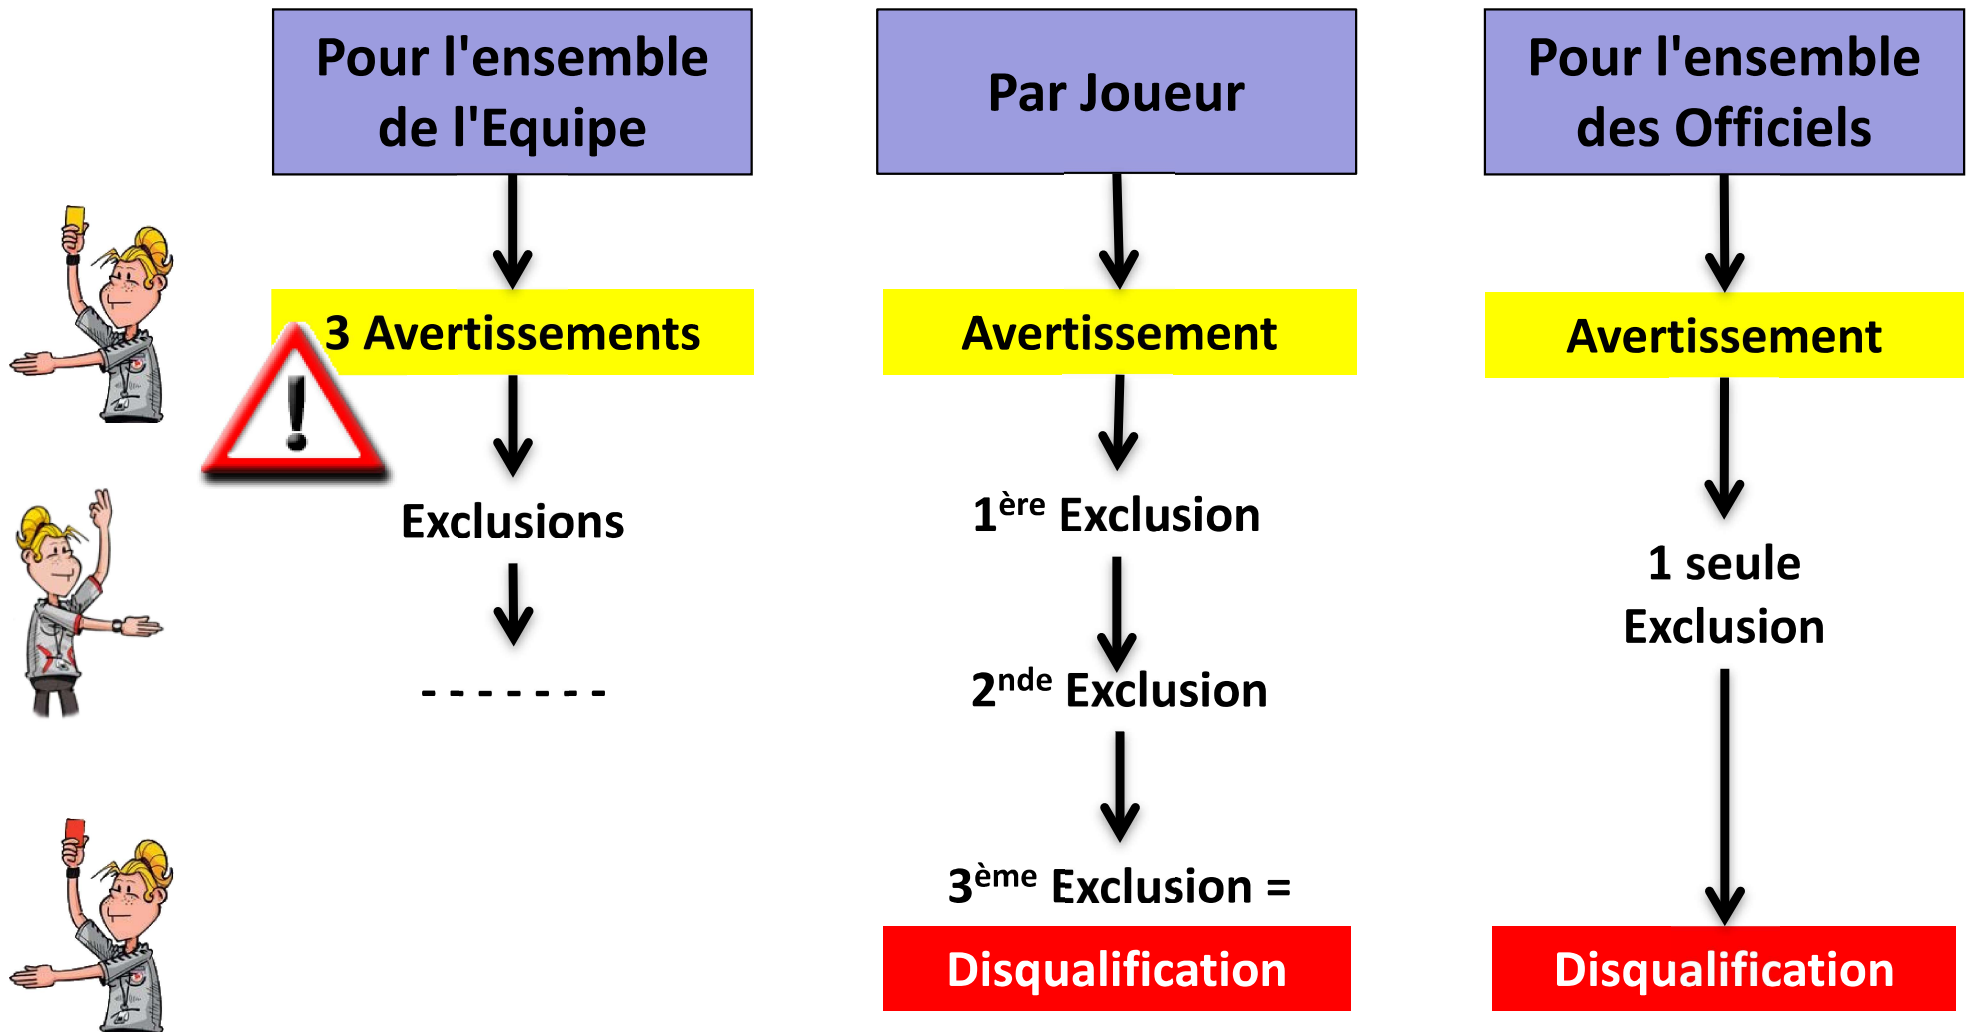 Pour l'ensemble
de l'Equipe
3 Avertissements
Exclusions
- - - - - - -
Par Joueur
Avertissement
1ère Exclusion
2nde Exclusion
3ème Exclusion =
Disqualification
Pour l'ensemble
des Officiels
Avertissement
1 seule
Exclusion
Disqualification